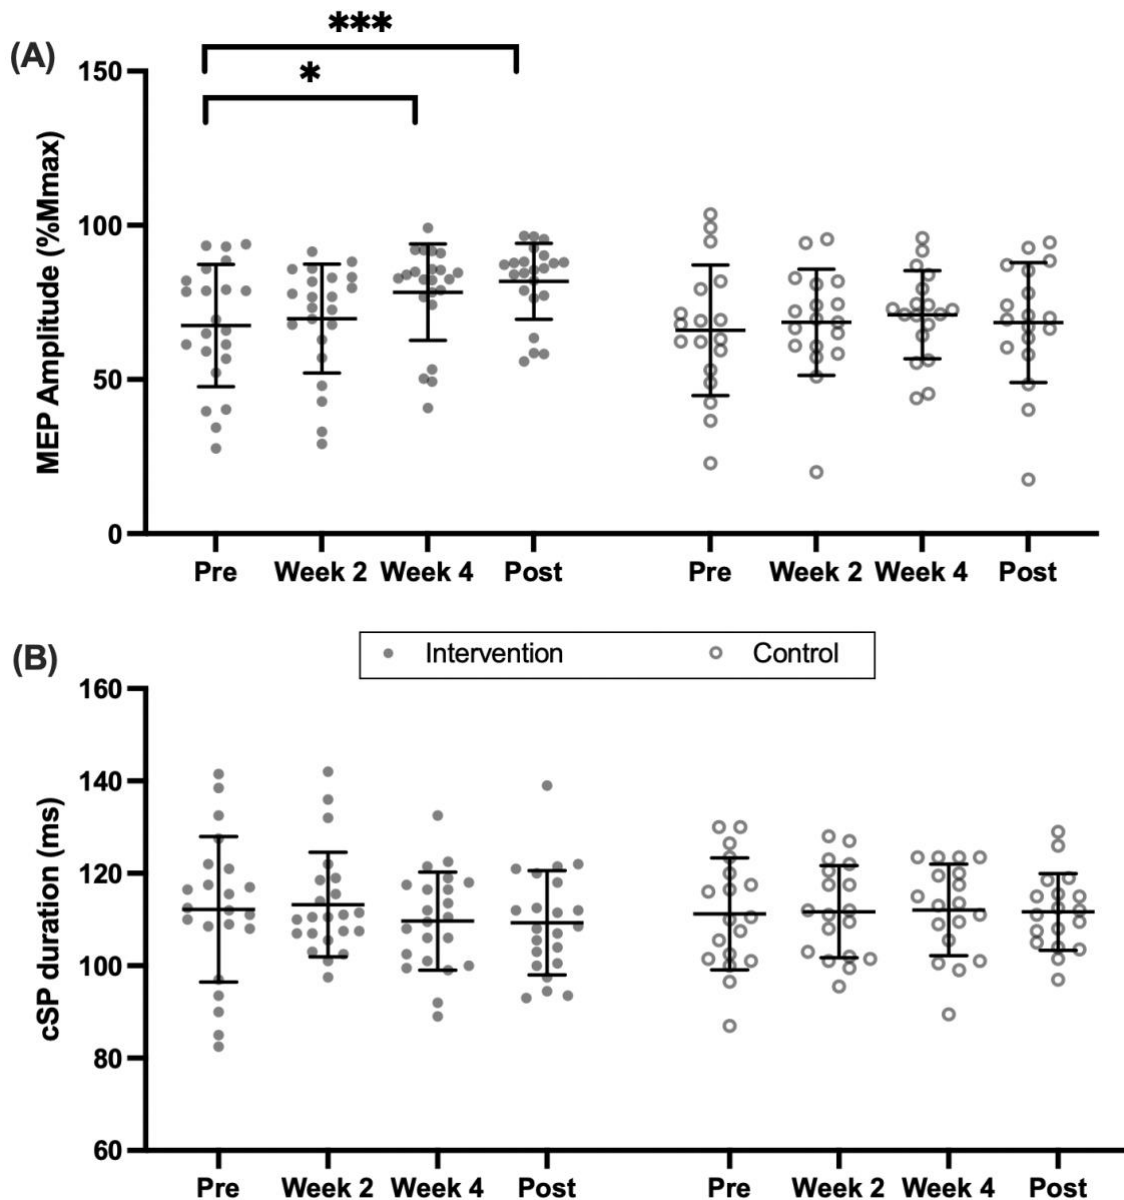 (A)
***
*
150
100
50
0
MEP Amplitude (%Mmax)
Pre Week 2 Week 4 Post Pre Week 2 Week 4 Post
(B)
Intervention Control
160
140
120
100
80
60
cSP duration (ms)
Pre Week 2 Week 4 Post Pre Week 2 Week 4 Post